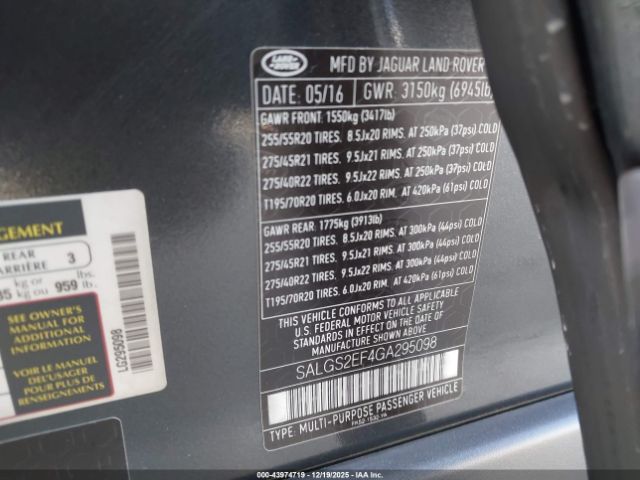 LAND ROVER
MFD BY JAGUAR LAND ROVER
DATE: 05/16 GWR: 3150kg (6945lb
GAWR FRONT: 1550kg (3417lb)
255/55R20 TIRES. 8.5Jx20 RIMS. AT 250kPa (37psi) COLD
275/45R21 TIRES. 9.5Jx21 RIMS. AT 250kPa (37psi) COLD
275/40R22 TIRES. 9.5Jx22 RIMS. AT 250kPa (37psi) COLD
T195/70R20 TIRES. 6.0Jx20 RIM. AT 420kPa (61psi) COLD
GAWR REAR: 1775kg (3913lb)
255/55R20 TIRES. 8.5Jx20 RIMS. AT 300kPa (44psi) COLD
275/45R21 TIRES. 9.5Jx21 RIMS. AT 300kPa (44psi) COLD
275/40R22 TIRES. 9.5Jx22 RIMS. AT 300kPa (44psi) COLD
T195/70R20 TIRES. 6.0Jx20 RIM. AT 420kPa (61psi) COLD
THIS VEHICLE CONFORMS TO ALL APPLICABLE
U.S. FEDERAL MOTOR VEHICLE SAFETY
STANDARDS IN EFFECT ON THE DATE OF
MANUFACTURE SHOWN ABOVE.
SALGS2EF4GA295098
TYPE: MULTI-PURPOSE PASSENGER VEHICLE
GEMENT
REAR
ARRIÈRE 3
kg ou 959 lb.
lbs.
SEE OWNER'S
MANUAL FOR
ADDITIONAL
INFORMATION
VOIR LE MANUEL
DE L'USAGER
POUR PLUS DE
RENSEIGNEMENTS
LG295098
000-43974719 | 12/19/2025 | IAAI.COM